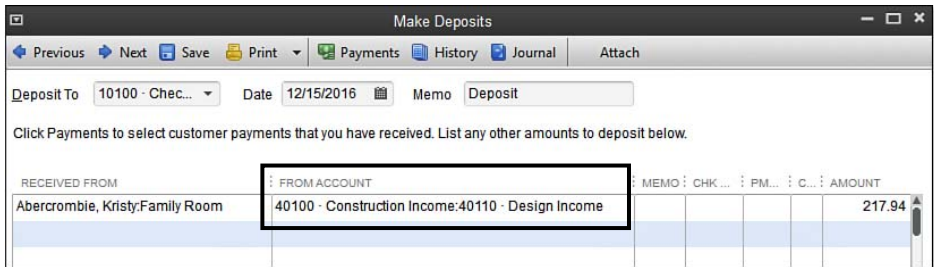 Make Deposits
Previous Next Save Print Payments History Journal Attach
Deposit To 10100 · Chec... Date 12/15/2016 Memo Deposit
Click Payments to select customer payments that you have received. List any other amounts to deposit below.
RECEIVED FROM FROM ACCOUNT MEMO CHK ... PM... C... AMOUNT
Abercrombie, Kristy:Family Room 40100 · Construction Income:40110 · Design Income 217.94